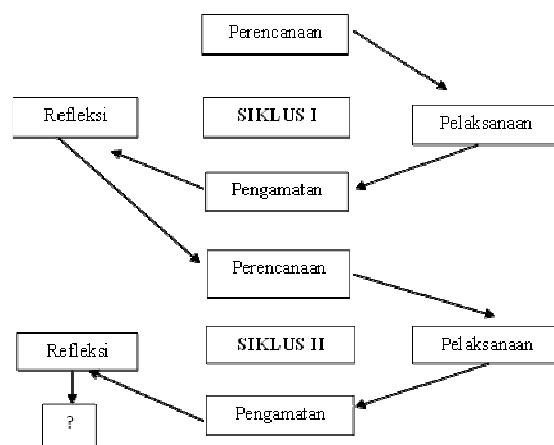 Perencanaan
Refleksi
SIKLUS I
Pelaksanaan
Pengamatan
Perencanaan
Refleksi
SIKLUS II
Pelaksanaan
Pengamatan
?